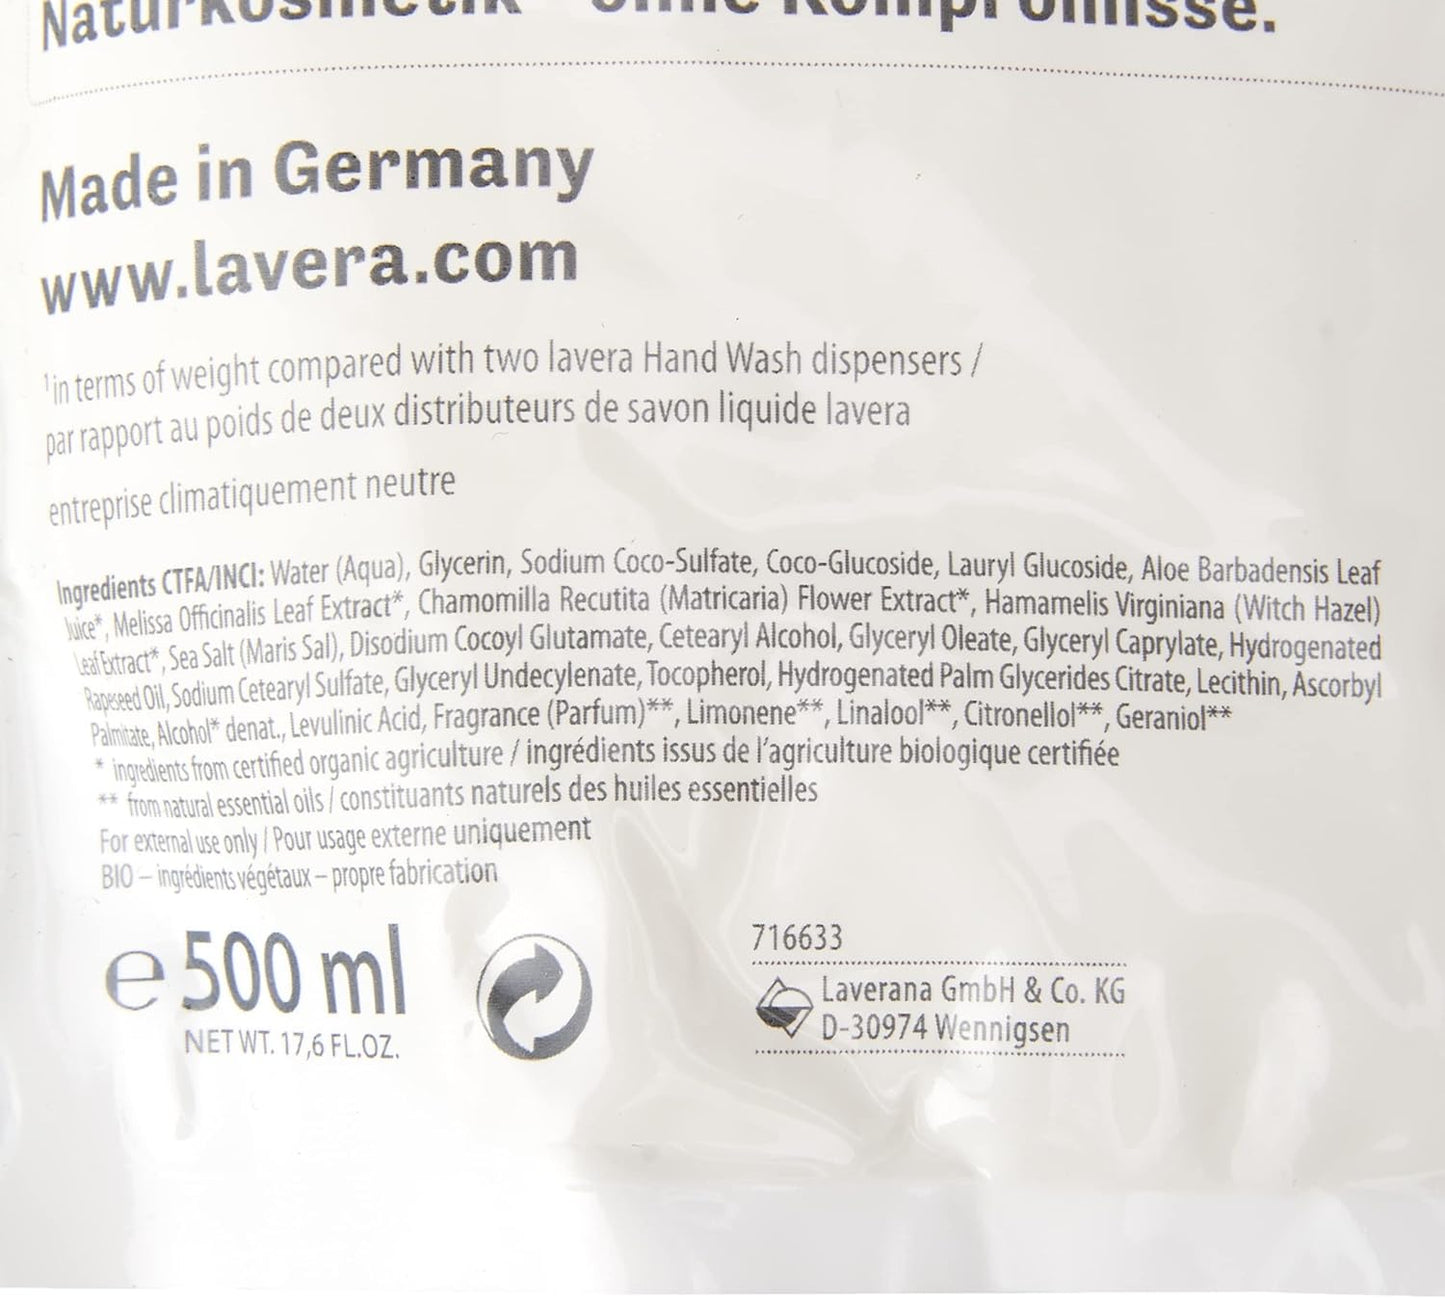 Naturkosmetik ohne Kompromisse.
Made in Germany
www.lavera.com
¹in terms of weight compared with two lavera Hand Wash dispensers /
par rapport au poids de deux distributeurs de savon liquide lavera
entreprise climatiquement neutre
Ingredients CTFA/INCI: Water (Aqua), Glycerin, Sodium Coco-Sulfate, Coco-Glucoside, Lauryl Glucoside, Aloe Barbadensis Leaf
Juice*, Melissa Officinalis Leaf Extract*, Chamomilla Recutita (Matricaria) Flower Extract*, Hamamelis Virginiana (Witch Hazel)
Leaf Extract*, Sea Salt (Maris Sal), Disodium Cocoyl Glutamate, Cetearyl Alcohol, Glyceryl Oleate, Glyceryl Caprylate, Hydrogenated
Rapeseed Oil, Sodium Cetearyl Sulfate, Glyceryl Undecylenate, Tocopherol, Hydrogenated Palm Glycerides Citrate, Lecithin, Ascorbyl
Palmitate, Alcohol* denat., Levulinic Acid, Fragrance (Parfum)**, Limonene**, Linalool**, Citronellol**, Geraniol**
* ingredients from certified organic agriculture / ingrédients issus de l'agriculture biologique certifiée
** from natural essential oils / constituants naturels des huiles essentielles
For external use only / Pour usage externe uniquement
BIO – ingrédients végétaux – propre fabrication
℮ 500 ml
NET WT. 17,6 FL.OZ.
716633
Laverana GmbH & Co. KG
D-30974 Wennigsen